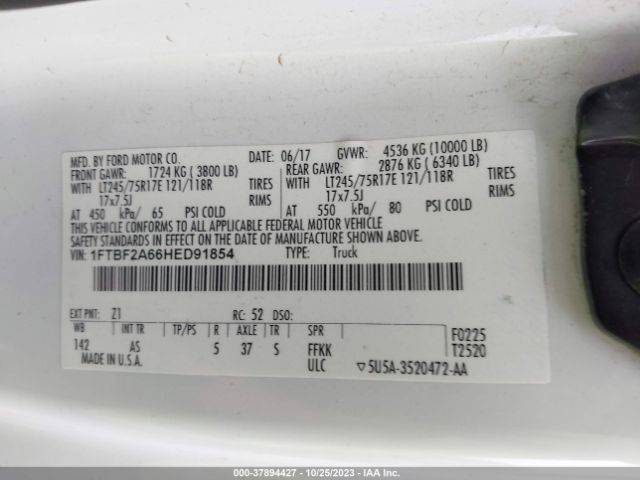 MFD. BY FORD MOTOR CO. DATE: 06/17 GVWR: 4536 KG (10000 LB)
FRONT GAWR: 1724 KG ( 3800 LB) REAR GAWR: 2876 KG ( 6340 LB)
WITH LT245/75R17E 121/118R TIRES WITH LT245/75R17E 121/118R TIRES
17x7.5J RIMS 17x7.5J RIMS
AT 450 kPa/ 65 PSI COLD AT 550 kPa/ 80 PSI COLD
THIS VEHICLE CONFORMS TO ALL APPLICABLE FEDERAL MOTOR VEHICLE
SAFETY STANDARDS IN EFFECT ON THE DATE OF MANUFACTURE SHOWN ABOVE.
VIN: 1FTBF2A66HED91854 TYPE: Truck
EXT PNT: Z1 RC: 52 DSO:
WB INT TR TP/PS R AXLE TR SPR F0225
142 AS 5 37 S FFKK T2520
MADE IN U.S.A. ULC ▽5U5A-3520472-AA
000-37894427 - 10/25/2023 - IAA Inc.